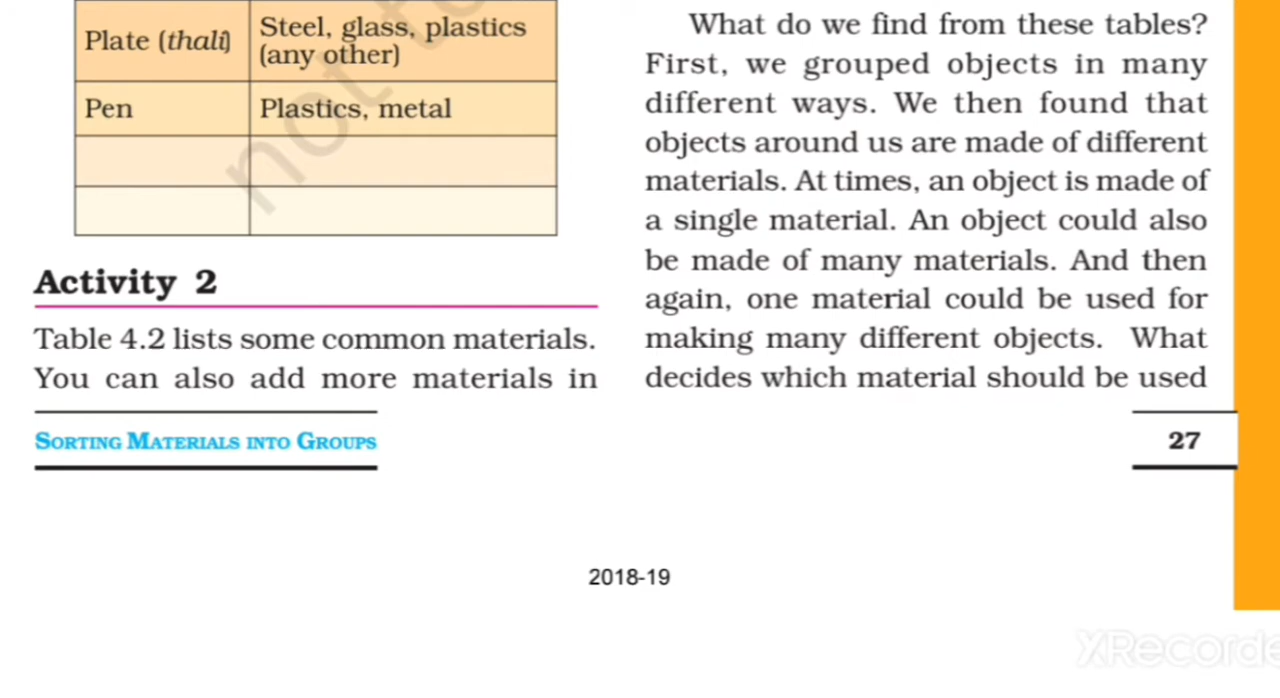 Plate (thali)
Steel, glass, plastics
(any other)
Pen
Plastics, metal
not to
Activity 2
Table 4.2 lists some common materials.
You can also add more materials in
What do we find from these tables?
First, we grouped objects in many
different ways. We then found that
objects around us are made of different
materials. At times, an object is made of
a single material. An object could also
be made of many materials. And then
again, one material could be used for
making many different objects. What
decides which material should be used
SORTING MATERIALS INTO GROUPS
27
2018-19
XRecorde